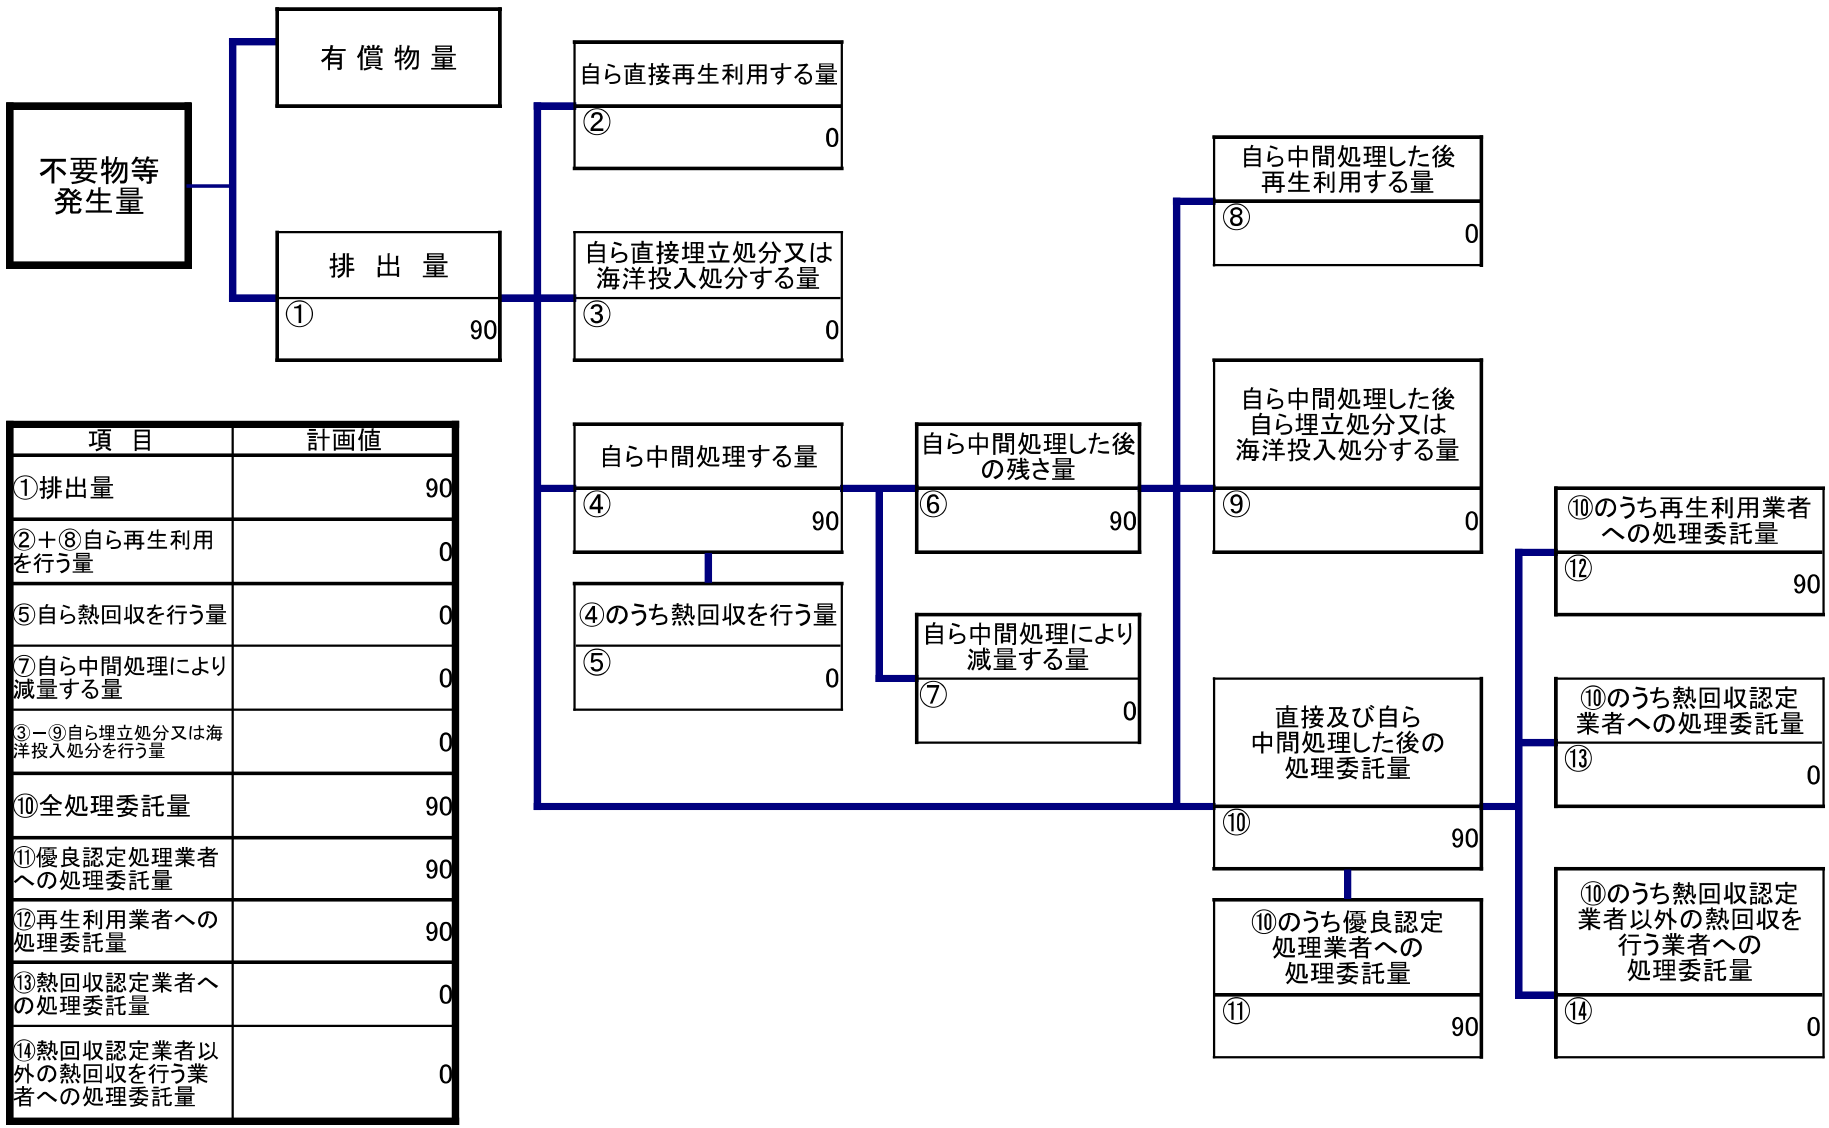 有償物量
不要物等
発生量
排出量
①
90
自ら直接再生利用する量
②
0
自ら直接埋立処分又は
海洋投入処分する量
③
0
自ら中間処理する量
④
90
④のうち熱回収を行う量
⑤
0
自ら中間処理した後
の残さ量
⑥
90
自ら中間処理により
減量する量
⑦
0
自ら中間処理した後
再生利用する量
⑧
0
自ら中間処理した後
自ら埋立処分又は
海洋投入処分する量
⑨
0
直接及び自ら
中間処理した後の
処理委託量
⑩
90
⑩のうち優良認定
処理業者への
処理委託量
⑪
90
⑩のうち再生利用業者
への処理委託量
⑫
90
⑩のうち熱回収認定
業者への処理委託量
⑬
0
⑩のうち熱回収認定
業者以外の熱回収を
行う業者への
処理委託量
⑭
0
項目 計画値
①排出量 90
②+⑧自ら再生利用
を行う量 0
⑤自ら熱回収を行う量 0
⑦自ら中間処理により
減量する量 0
③-⑨自ら埋立処分又は海
洋投入処分を行う量 0
⑩全処理委託量 90
⑪優良認定処理業者
への処理委託量 90
⑫再生利用業者への
処理委託量 90
⑬熱回収認定業者へ
の処理委託量 0
⑭熱回収認定業者以
外の熱回収を行う業
者への処理委託量 0